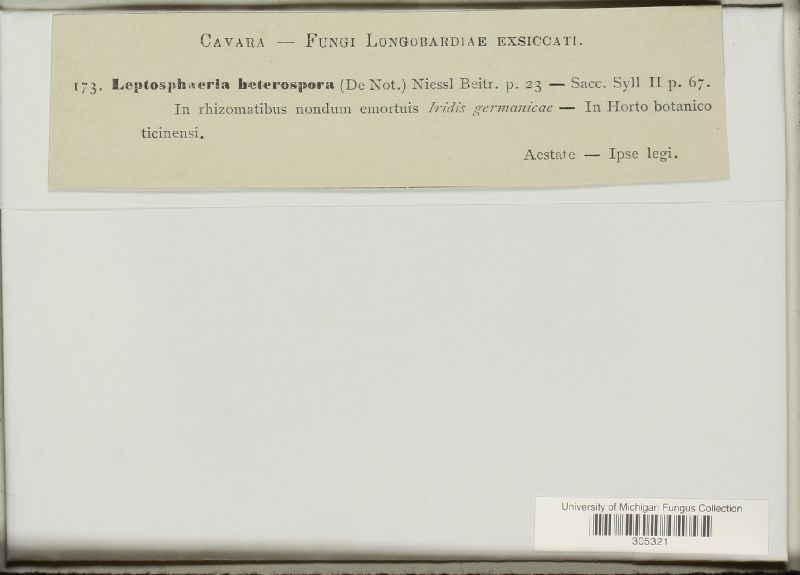 CAVARA — FUNGI LONGOBARDIAE EXSICCATI.
173. Leptosphaeria heterospora (De Not.) Niessl Beitr. p. 23 — Sacc. Syll II p. 67.
In rhizomatibus nondum emortuis Iridis germanicae — In Horto botanico
ticinensi.
Aestate — Ipse legi.
University of Michigan Fungus Collection
305321